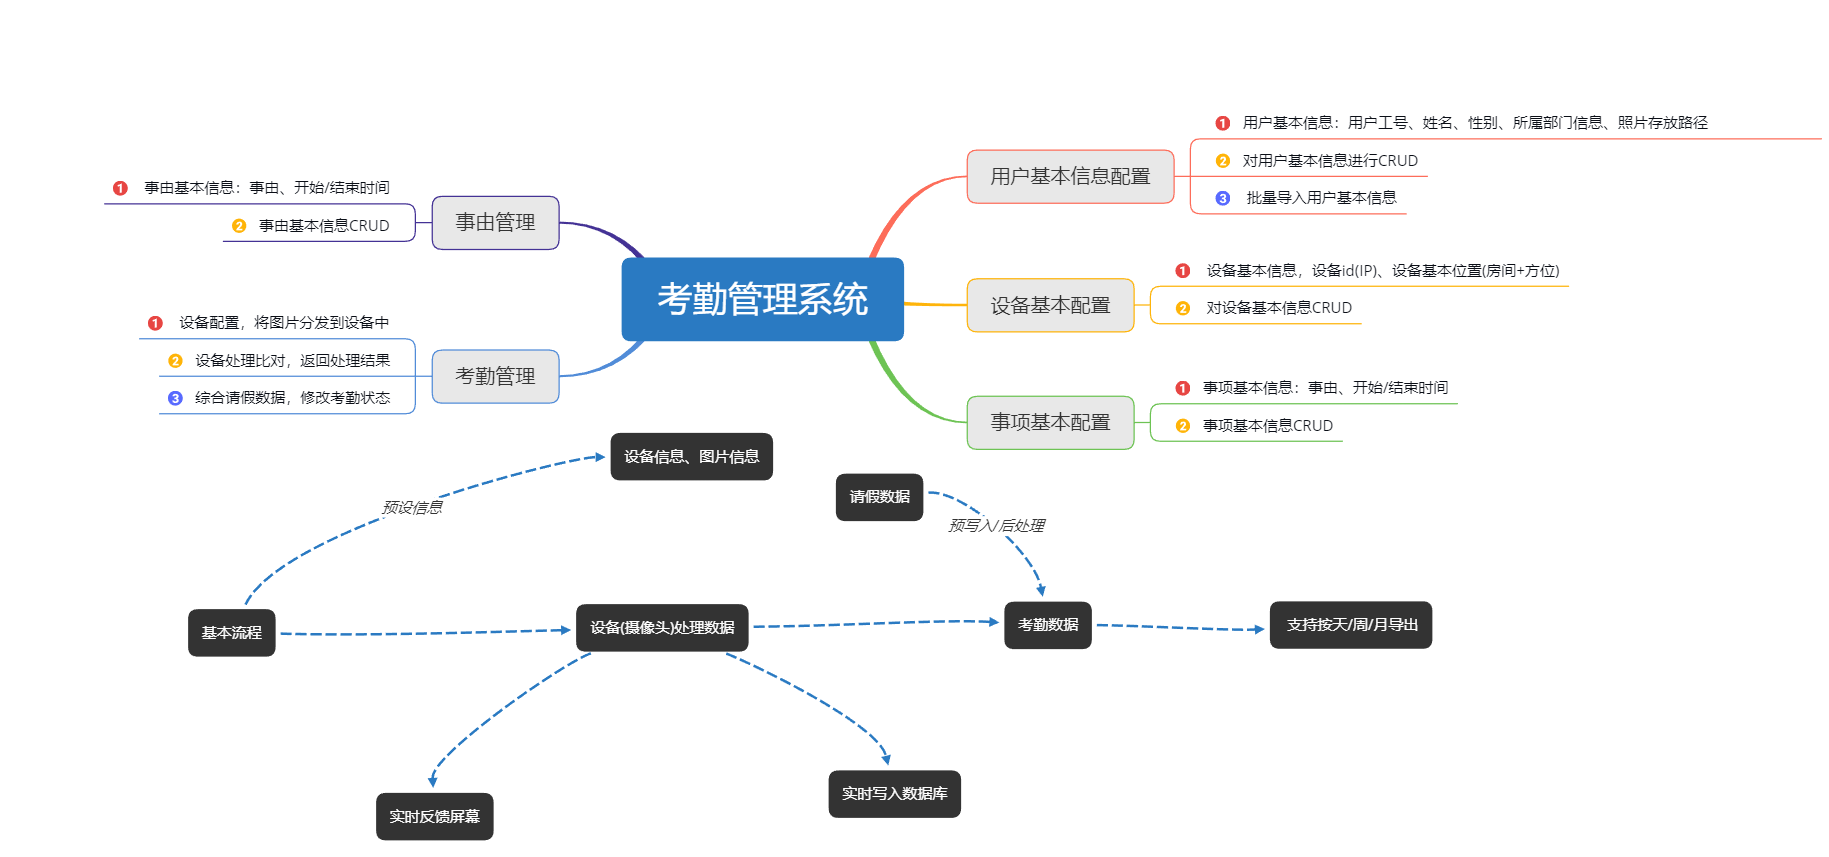 考勤管理系统
用户基本信息配置
1 用户基本信息：用户工号、姓名、性别、所属部门信息、照片存放路径
2 对用户基本信息进行CRUD
3 批量导入用户基本信息
设备基本配置
1 设备基本信息，设备id(IP)、设备基本位置(房间+方位)
2 对设备基本信息CRUD
事项基本配置
1 事项基本信息：事由、开始/结束时间
2 事项基本信息CRUD
事由管理
1 事由基本信息：事由、开始/结束时间
2 事由基本信息CRUD
考勤管理
1 设备配置，将图片分发到设备中
2 设备处理比对，返回处理结果
3 综合请假数据，修改考勤状态
设备信息、图片信息
预设信息
请假数据
预写入/后处理
基本流程
设备(摄像头)处理数据
考勤数据
支持按天/周/月导出
实时反馈屏幕
实时写入数据库